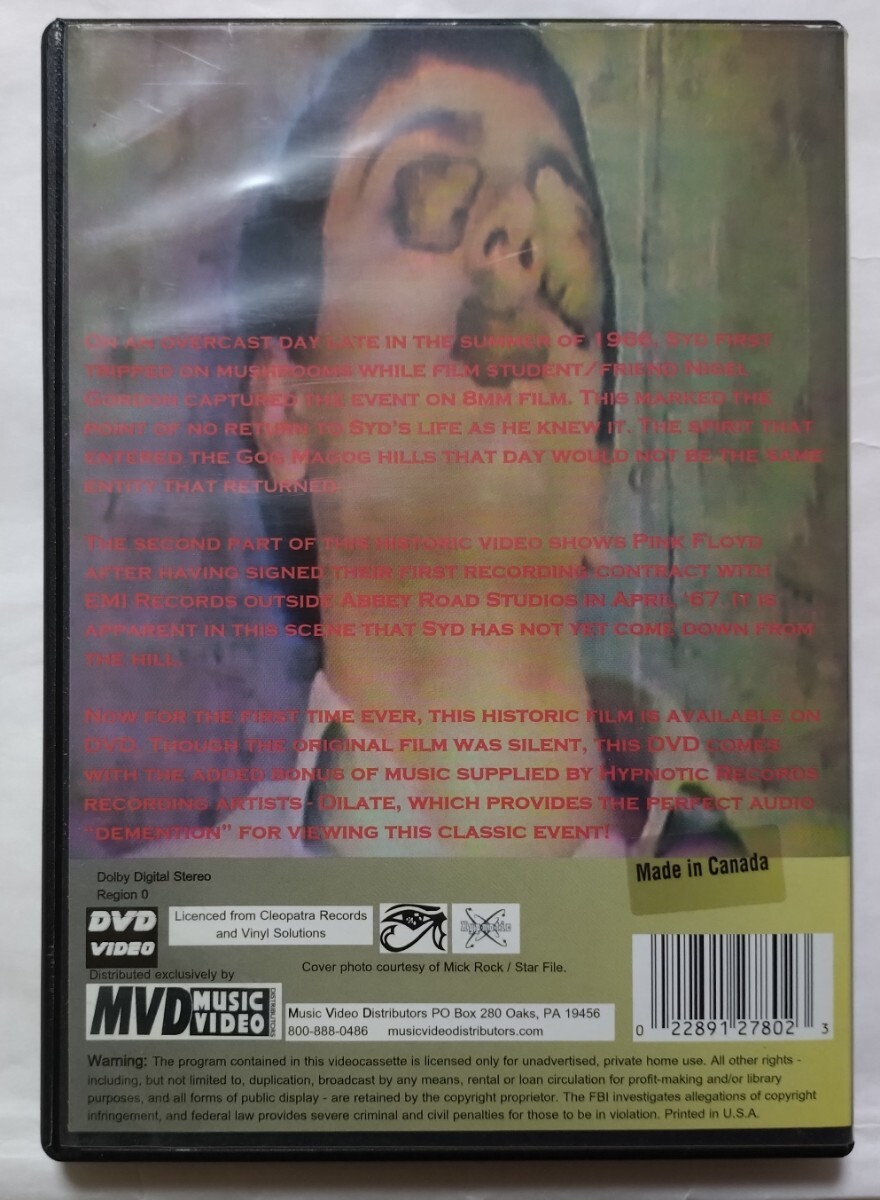 On an overcast day late in the summer of 1966, Syd first
tripped on mushrooms while film student/friend Nigel
Gordon captured the event on 8mm film. This marked the
point of no return to Syd's life as he knew it. The spirit that
entered the Gog Magog hills that day would not be the same
entity that returned.
The second part of this historic video shows Pink Floyd
after having signed their first recording contract with
EMI Records outside Abbey Road Studios in April '67. It is
apparent in this scene that Syd has not yet come down from
the hill.
Now for the first time ever, this historic film is available on
DVD. Though the original film was silent, this DVD comes
with the added bonus of music supplied by Hypnotic Records
recording artists - Dilate, which provides the perfect audio
"demention" for viewing this classic event!
Made in Canada
Dolby Digital Stereo
Region 0
DVD
VIDEO
Licenced from Cleopatra Records
and Vinyl Solutions
Hypnotic
Cover photo courtesy of Mick Rock / Star File.
Distributed exclusively by
MVD MUSIC VIDEO DISTRIBUTORS
Music Video Distributors PO Box 280 Oaks, PA 19456
800-888-0486 musicvideodistributors.com
0 22891 27802 3
Warning: The program contained in this videocassette is licensed only for unadvertised, private home use. All other rights -
including, but not limited to, duplication, broadcast by any means, rental or loan circulation for profit-making and/or library
purposes, and all forms of public display - are retained by the copyright proprietor. The FBI investigates allegations of copyright
infringement, and federal law provides severe criminal and civil penalties for those to be in violation. Printed in U.S.A.